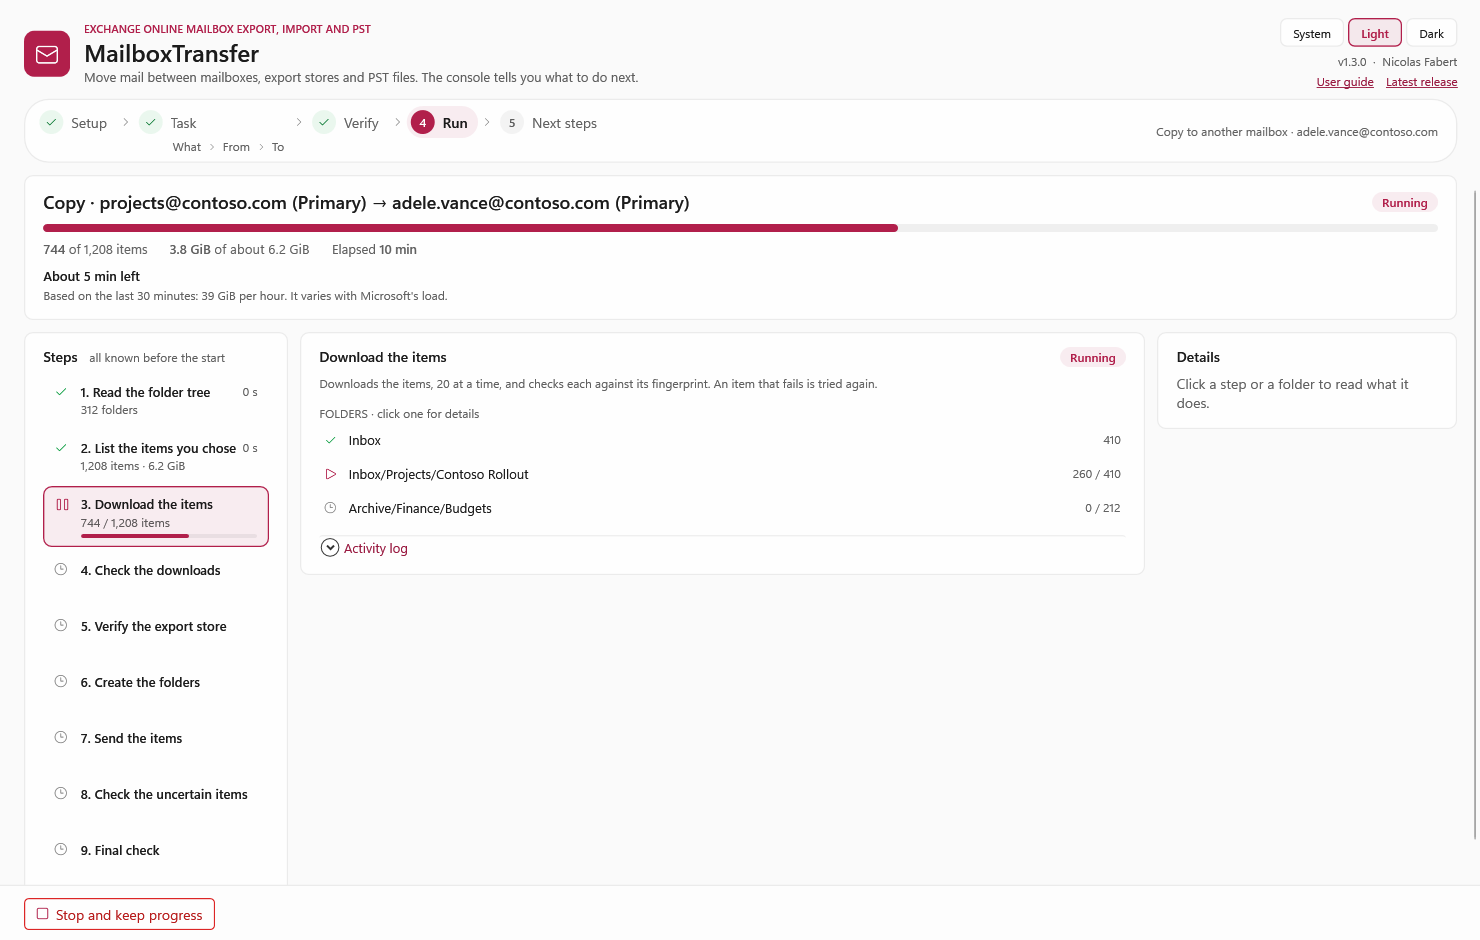 EXCHANGE ONLINE MAILBOX EXPORT, IMPORT AND PST
MailboxTransfer
Move mail between mailboxes, export stores and PST files. The console tells you what to do next.
System
Light
Dark
v1.3.0 · Nicolas Fabert
User guide
Latest release
Setup
Task
Verify
4 Run
5 Next steps
What
From
To
Copy to another mailbox · adele.vance@contoso.com
Copy · projects@contoso.com (Primary) → adele.vance@contoso.com (Primary)
Running
744 of 1,208 items
3.8 GiB of about 6.2 GiB
Elapsed 10 min
About 5 min left
Based on the last 30 minutes: 39 GiB per hour. It varies with Microsoft's load.
Steps all known before the start
1. Read the folder tree 0 s
312 folders
2. List the items you chose 0 s
1,208 items · 6.2 GiB
3. Download the items
744 / 1,208 items
4. Check the downloads
5. Verify the export store
6. Create the folders
7. Send the items
8. Check the uncertain items
9. Final check
Download the items
Running
Downloads the items, 20 at a time, and checks each against its fingerprint. An item that fails is tried again.
FOLDERS · click one for details
Inbox 410
Inbox/Projects/Contoso Rollout 260 / 410
Archive/Finance/Budgets 0 / 212
Activity log
Details
Click a step or a folder to read what it
does.
Stop and keep progress